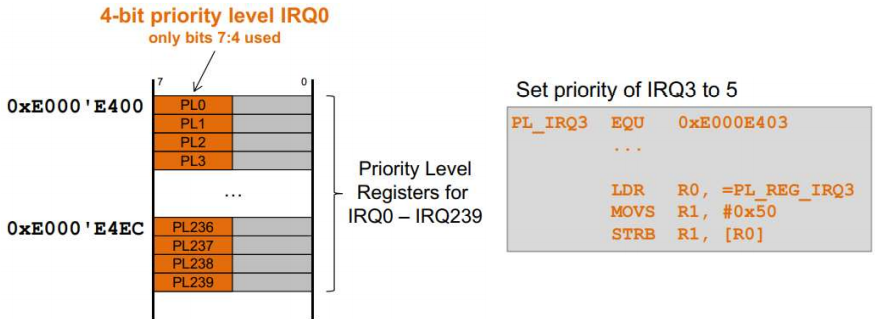 4-bit priority level IRQ0
only bits 7:4 used
7 0
0xE000'E400
PL0
PL1
PL2
PL3
...
0xE000'E4EC
PL236
PL237
PL238
PL239
Priority Level
Registers for
IRQ0 – IRQ239
Set priority of IRQ3 to 5
PL_IRQ3 EQU 0xE000E403
...
LDR R0, =PL_REG_IRQ3
MOVS R1, #0x50
STRB R1, [R0]